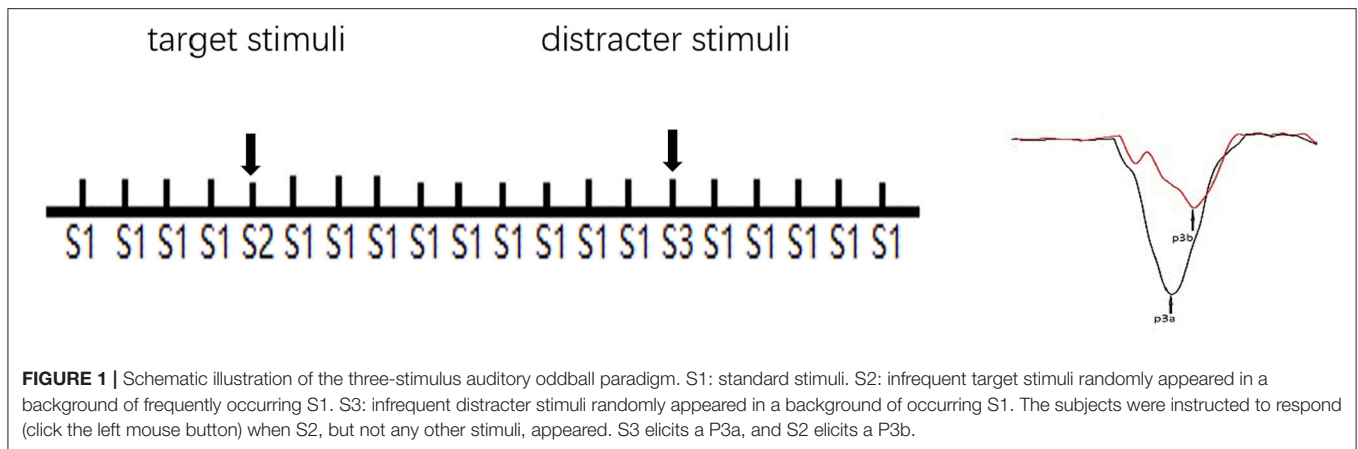 target stimuli
distracter stimuli
S1 S1 S1 S1 S2 S1 S1 S1 S1 S1 S1 S1 S1 S1 S3 S1 S1 S1 S1 S1
p3b
p3a
FIGURE 1 | Schematic illustration of the three-stimulus auditory oddball paradigm. S1: standard stimuli. S2: infrequent target stimuli randomly appeared in a
background of frequently occurring S1. S3: infrequent distracter stimuli randomly appeared in a background of occurring S1. The subjects were instructed to respond
(click the left mouse button) when S2, but not any other stimuli, appeared. S3 elicits a P3a, and S2 elicits a P3b.